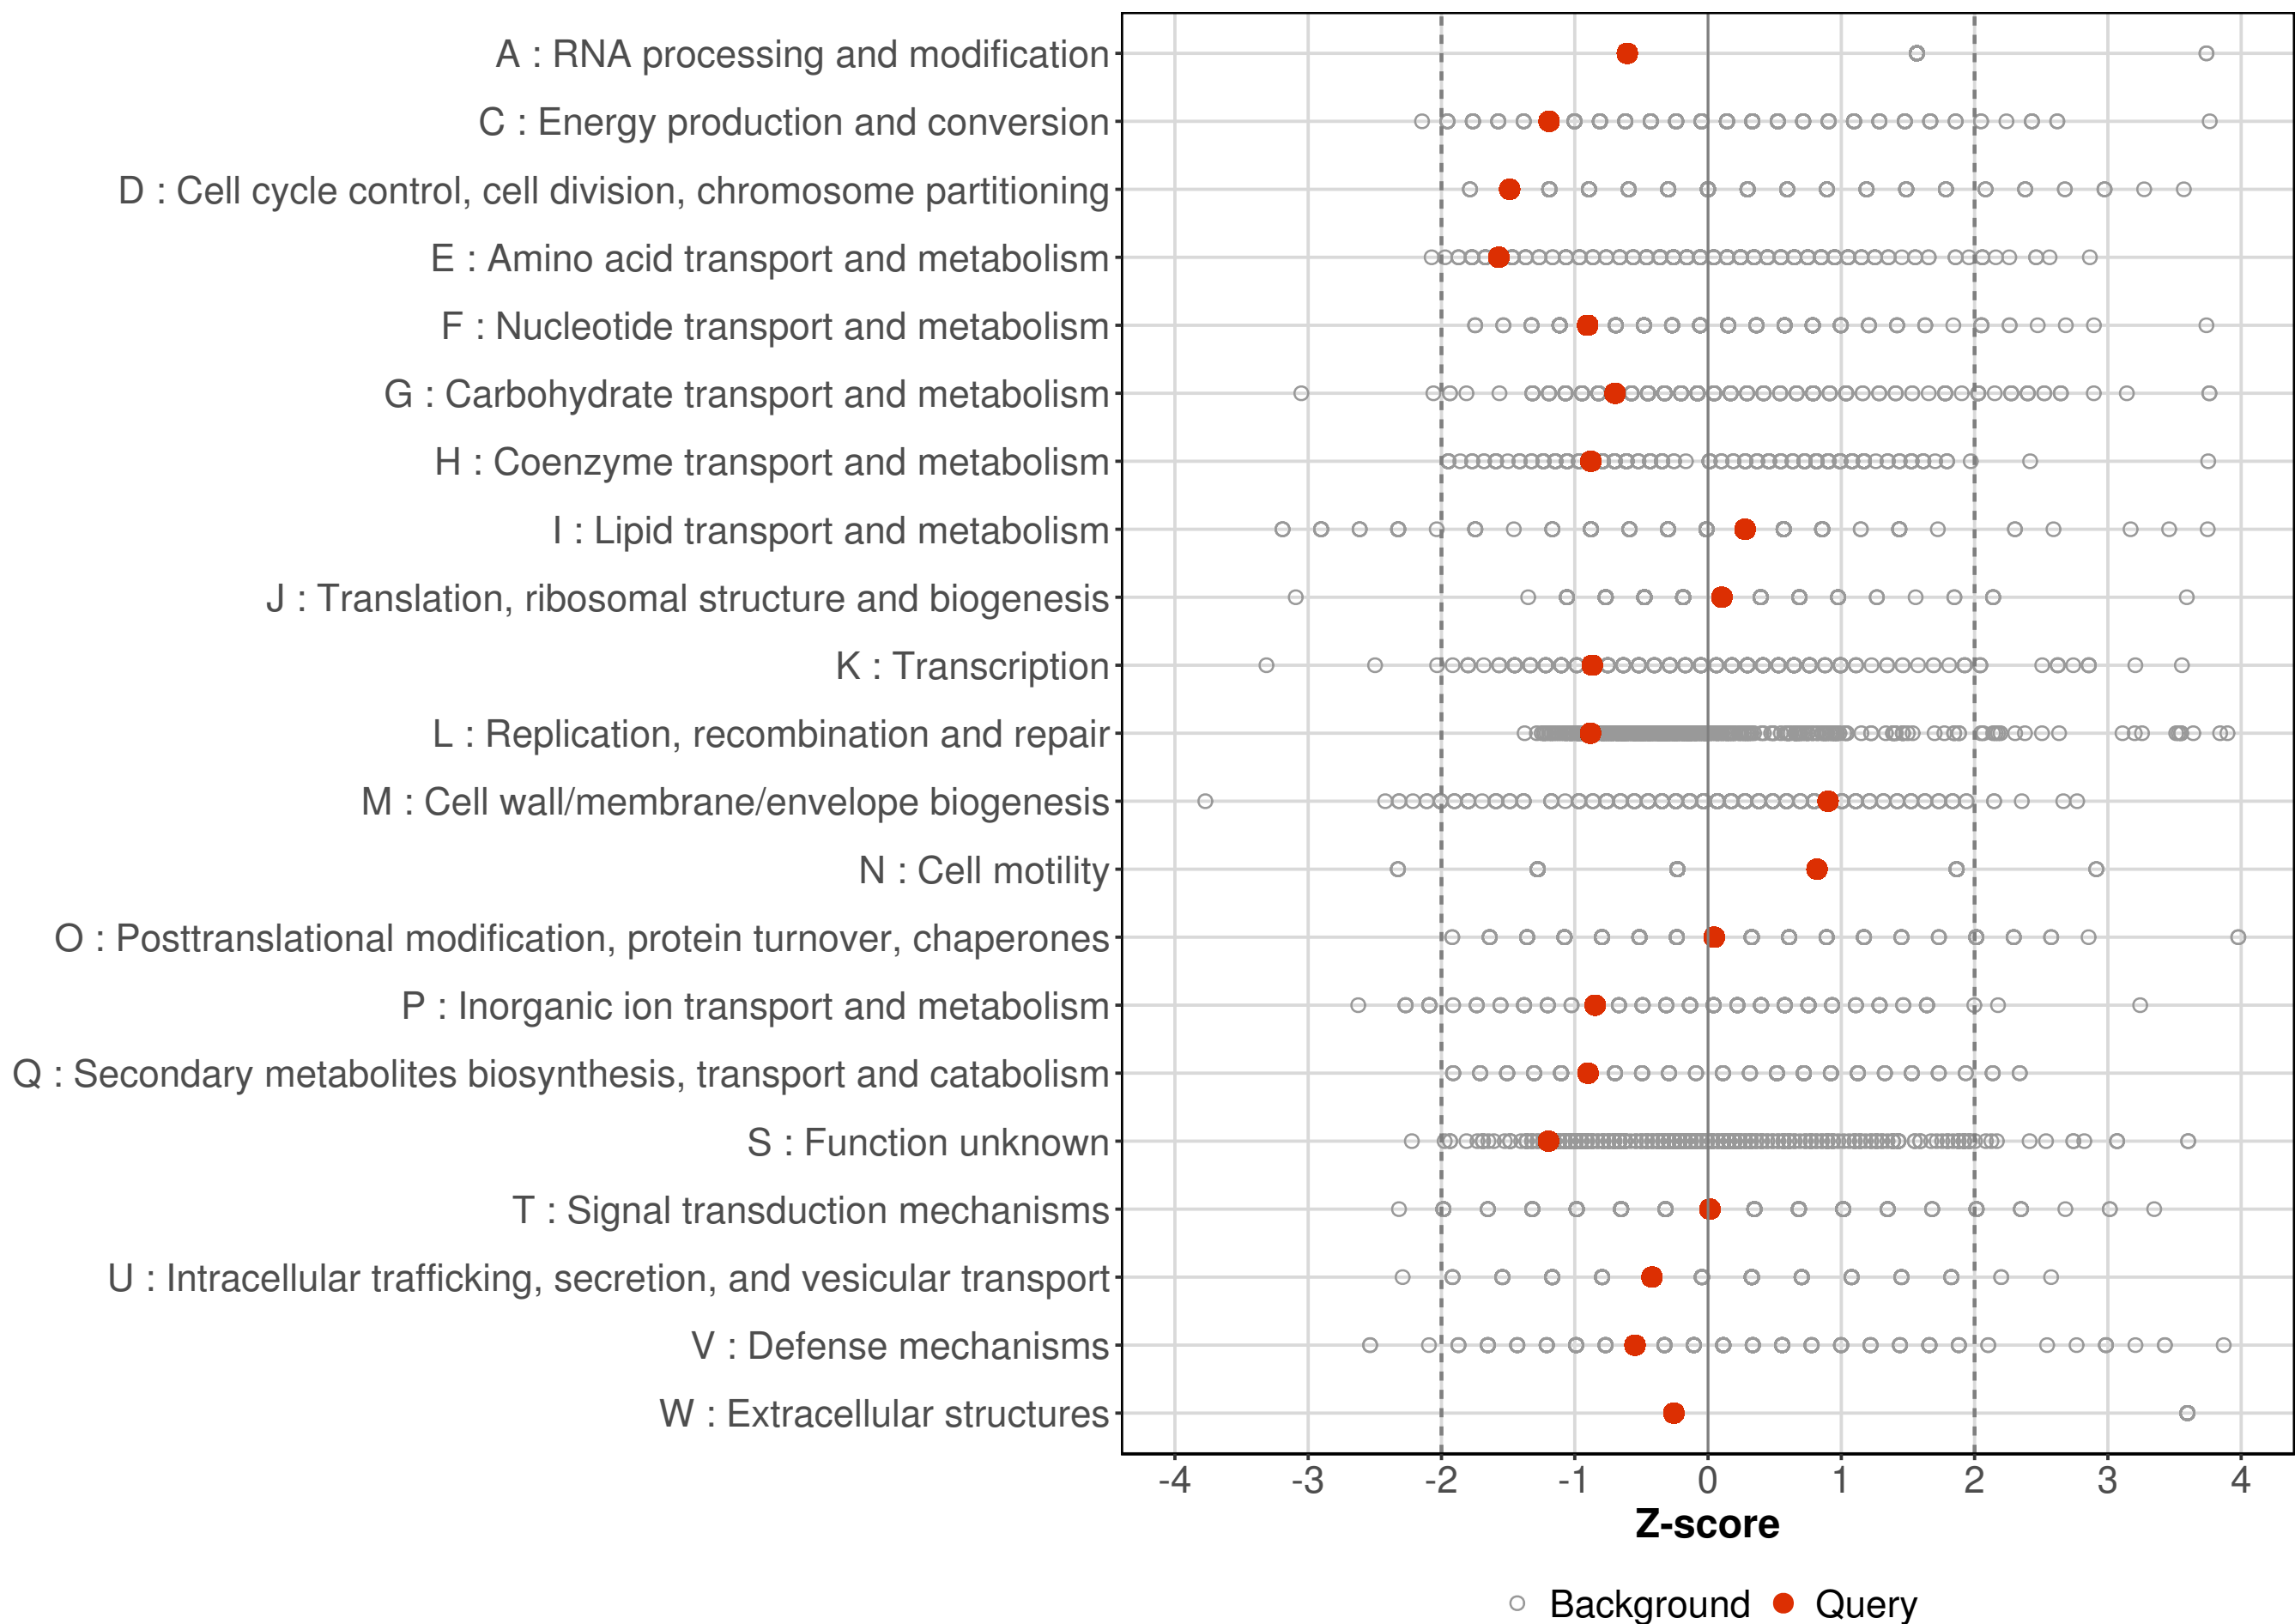 A : RNA processing and modification
C : Energy production and conversion
D : Cell cycle control, cell division, chromosome partitioning
E : Amino acid transport and metabolism
F : Nucleotide transport and metabolism
G : Carbohydrate transport and metabolism
H : Coenzyme transport and metabolism
I : Lipid transport and metabolism
J : Translation, ribosomal structure and biogenesis
K : Transcription
L : Replication, recombination and repair
M : Cell wall/membrane/envelope biogenesis
N : Cell motility
O : Posttranslational modification, protein turnover, chaperones
P : Inorganic ion transport and metabolism
Q : Secondary metabolites biosynthesis, transport and catabolism
S : Function unknown
T : Signal transduction mechanisms
U : Intracellular trafficking, secretion, and vesicular transport
V : Defense mechanisms
W : Extracellular structures
-4 -3 -2 -1 0 1 2 3 4
Z-score
Background Query